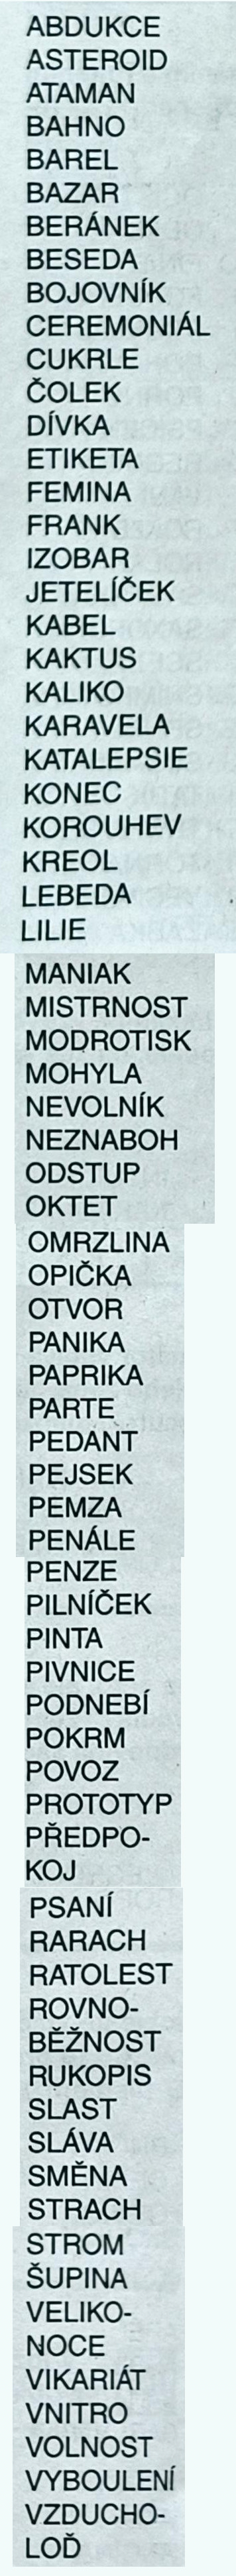 ABDUKCE
ASTEROID
ATAMAN
BAHNO
BAREL
BAZAR
BERÁNEK
BESEDA
BOJOVNÍK
CEREMONIÁL
CUKRLE
ČOLEK
DÍVKA
ETIKETA
FEMINA
FRANK
IZOBAR
JETELÍČEK
KABEL
KAKTUS
KALIKO
KARAVELA
KATALEPSIE
KONEC
KOROUHEV
KREOL
LEBEDA
LILIE
MANIAK
MISTRNOST
MODROTISK
MOHYLA
NEVOLNÍK
NEZNABOH
ODSTUP
OKTET
OMRZLINA
OPIČKA
OTVOR
PANIKA
PAPRIKA
PARTE
PEDANT
PEJSEK
PEMZA
PENÁLE
PENZE
PILNÍČEK
PINTA
PIVNICE
PODNEBÍ
POKRM
POVOZ
PROTOTYP
PŘEDPO-
KOJ
PSANÍ
RARACH
RATOLEST
ROVNO-
BĚŽNOST
RUKOPIS
SLAST
SLÁVA
SMĚNA
STRACH
STROM
ŠUPINA
VELIKO-
NOCE
VIKARIÁT
VNITRO
VOLNOST
VYBOULENÍ
VZDUCHO-
LOĎ